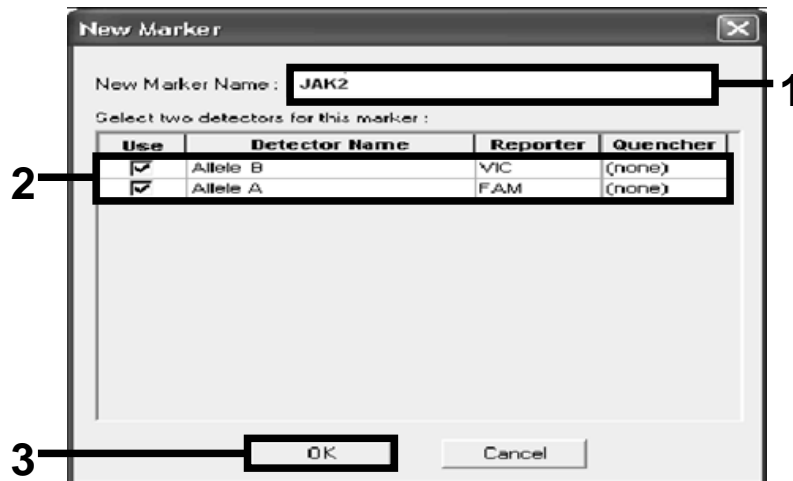 New Marker
New Marker Name : JAK2 1
Select two detectors for this marker :
Use Detector Name Reporter Quencher
2 Allele B VIC (none)
Allele A FAM (none)
3 OK Cancel